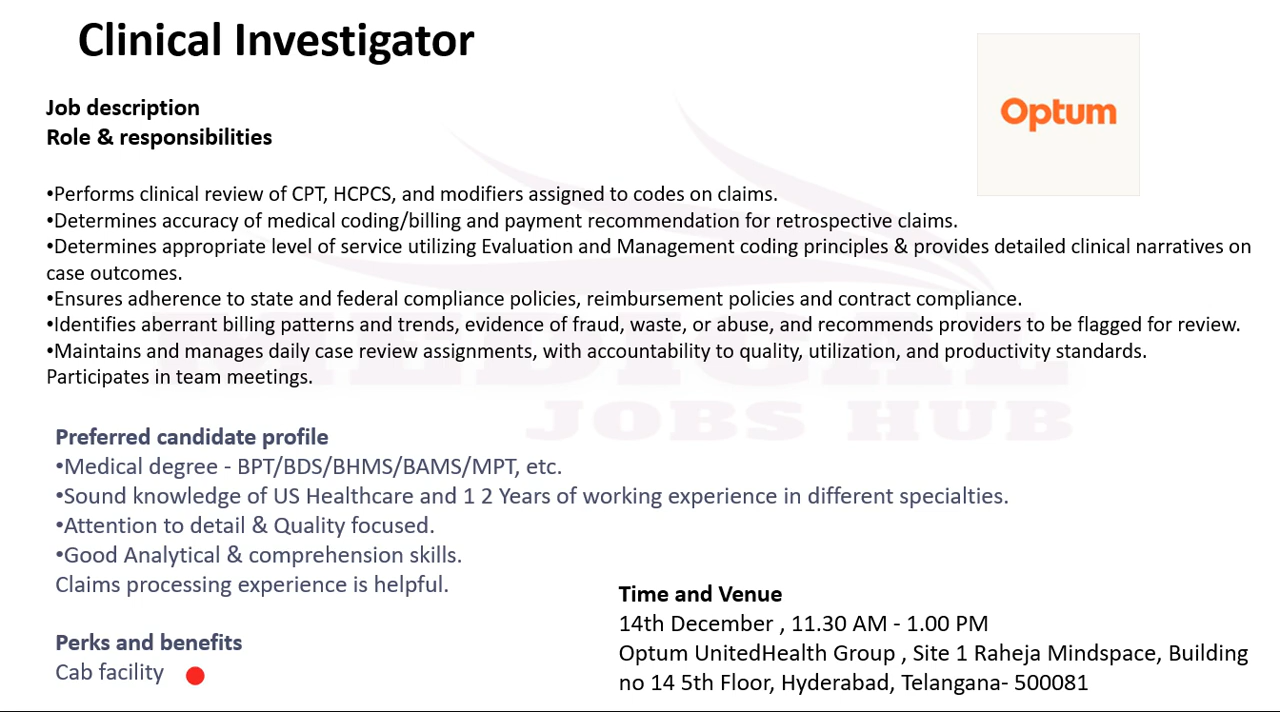 Clinical Investigator
Optum
Job description
Role & responsibilities
•Performs clinical review of CPT, HCPCS, and modifiers assigned to codes on claims.
•Determines accuracy of medical coding/billing and payment recommendation for retrospective claims.
•Determines appropriate level of service utilizing Evaluation and Management coding principles & provides detailed clinical narratives on
case outcomes.
•Ensures adherence to state and federal compliance policies, reimbursement policies and contract compliance.
•Identifies aberrant billing patterns and trends, evidence of fraud, waste, or abuse, and recommends providers to be flagged for review.
•Maintains and manages daily case review assignments, with accountability to quality, utilization, and productivity standards.
Participates in team meetings.
MEDICAL
JOBS HUB
Preferred candidate profile
•Medical degree - BPT/BDS/BHMS/BAMS/MPT, etc.
•Sound knowledge of US Healthcare and 1 2 Years of working experience in different specialties.
•Attention to detail & Quality focused.
•Good Analytical & comprehension skills.
Claims processing experience is helpful.
Perks and benefits
Cab facility
Time and Venue
14th December , 11.30 AM - 1.00 PM
Optum UnitedHealth Group , Site 1 Raheja Mindspace, Building
no 14 5th Floor, Hyderabad, Telangana- 500081